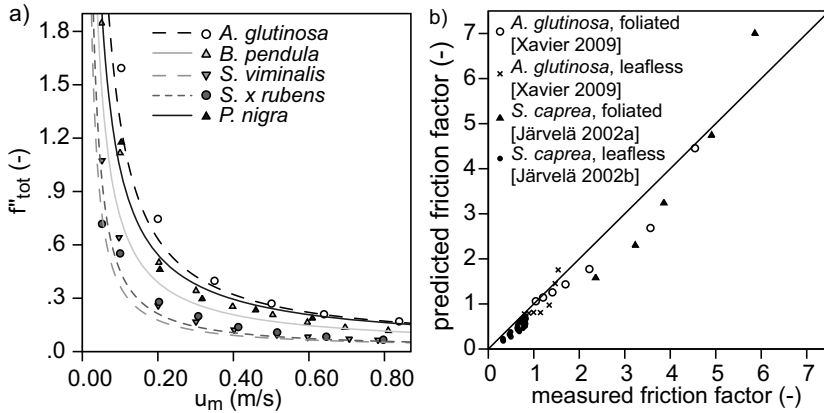 a)
f"tot (-)
1.8
1.5
1.2
.9
.6
.3
.0
0.00 0.20 0.40 0.60 0.80
um (m/s)
A. glutinosa
B. pendula
S. viminalis
S. x rubens
P. nigra
b)
predicted friction factor (-)
7
6
5
4
3
2
1
0
0 1 2 3 4 5 6 7
measured friction factor (-)
A. glutinosa, foliated
[Xavier 2009]
A. glutinosa, leafless
[Xavier 2009]
S. caprea, foliated
[Järvelä 2002a]
S. caprea, leafless
[Järvelä 2002b]